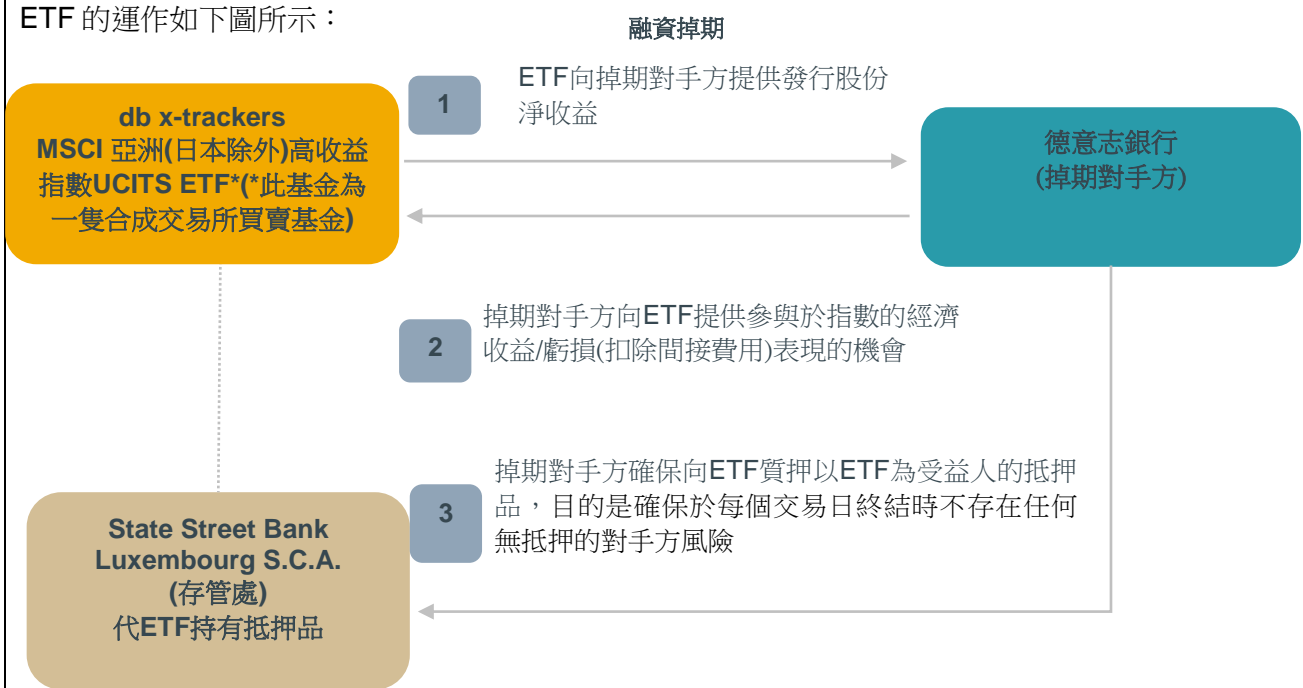 ETF 的運作如下圖所示：
融資掉期
1
ETF向掉期對手方提供發行股份
淨收益
db x-trackers
MSCI 亞洲(日本除外)高收益
指數UCITS ETF*(*此基金為
一隻合成交易所買賣基金)
德意志銀行
(掉期對手方)
2
掉期對手方向ETF提供參與於指數的經濟
收益/虧損(扣除間接費用)表現的機會
3
掉期對手方確保向ETF質押以ETF為受益人的抵押
品，目的是確保於每個交易日終結時不存在任何
無抵押的對手方風險
State Street Bank
Luxembourg S.C.A.
(存管處)
代ETF持有抵押品